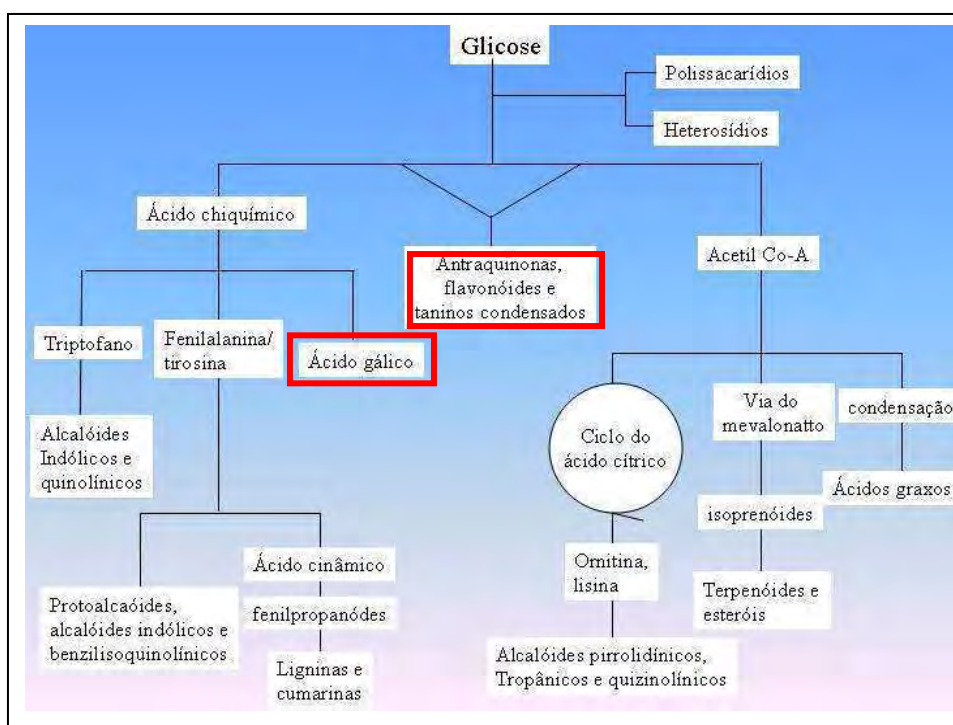 Glicose
Polissacarídios
Heterosídios
Ácido chiquímico
Antraquinonas,
flavonóides e
taninos condensados
Acetil Co-A
Triptofano
Fenilalanina/
tirosina
Ácido gálico
Alcalóides
Indólicos e
quinolínicos
Ciclo do
ácido cítrico
Via do
mevalonatto
condensação
Ácidos graxos
isoprenóides
Ácido cinâmico
Ornitina,
lisina
Terpenóides e
esteróis
Protoalcaóides,
alcalóides indólicos e
benzilisoquinolínicos
fenilpropanódes
Ligninas e
cumarinas
Alcalóides pirrolidínicos,
Tropânicos e quizinolínicos